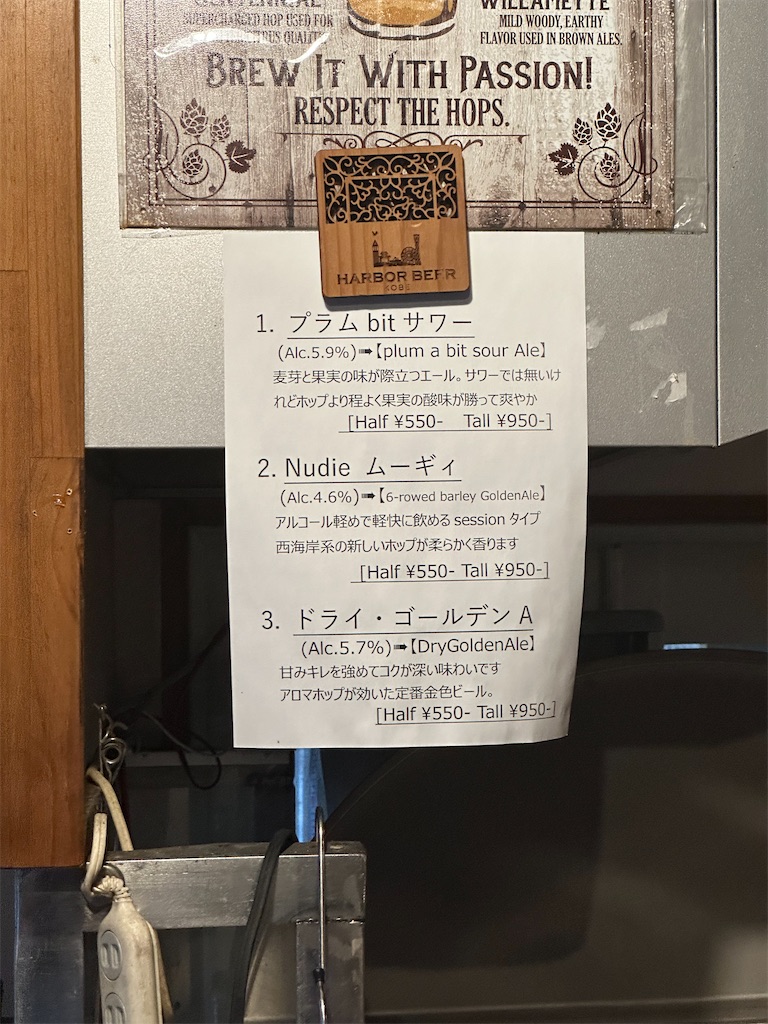 CENTENNIAL
SUPERCHARGED HOP USED FOR
WILLAMETTE
MILD WOODY, EARTHY
FLAVOR USED IN BROWN ALES.
BREW IT WITH PASSION!
RESPECT THE HOPS.
HARBOR BEER
KOBE
1. プラム bit サワー
(Alc.5.9%)➠【plum a bit sour Ale】
麦芽と果実の味が際立つエール。サワーでは無いけ
れどホップより程よく果実の酸味が勝って爽やか
[Half ¥550- Tall ¥950-]
2. Nudie ムーギィ
(Alc.4.6%)➠【6-rowed barley GoldenAle】
アルコール軽めで軽快に飲める session タイプ
西海岸系の新しいホップが柔らかく香ります
[Half ¥550- Tall ¥950-]
3. ドライ・ゴールデン A
(Alc.5.7%)➠【DryGoldenAle】
甘みキレを強めてコクが深い味わいです
アロマホップが効いた定番金色ビール。
[Half ¥550- Tall ¥950-]